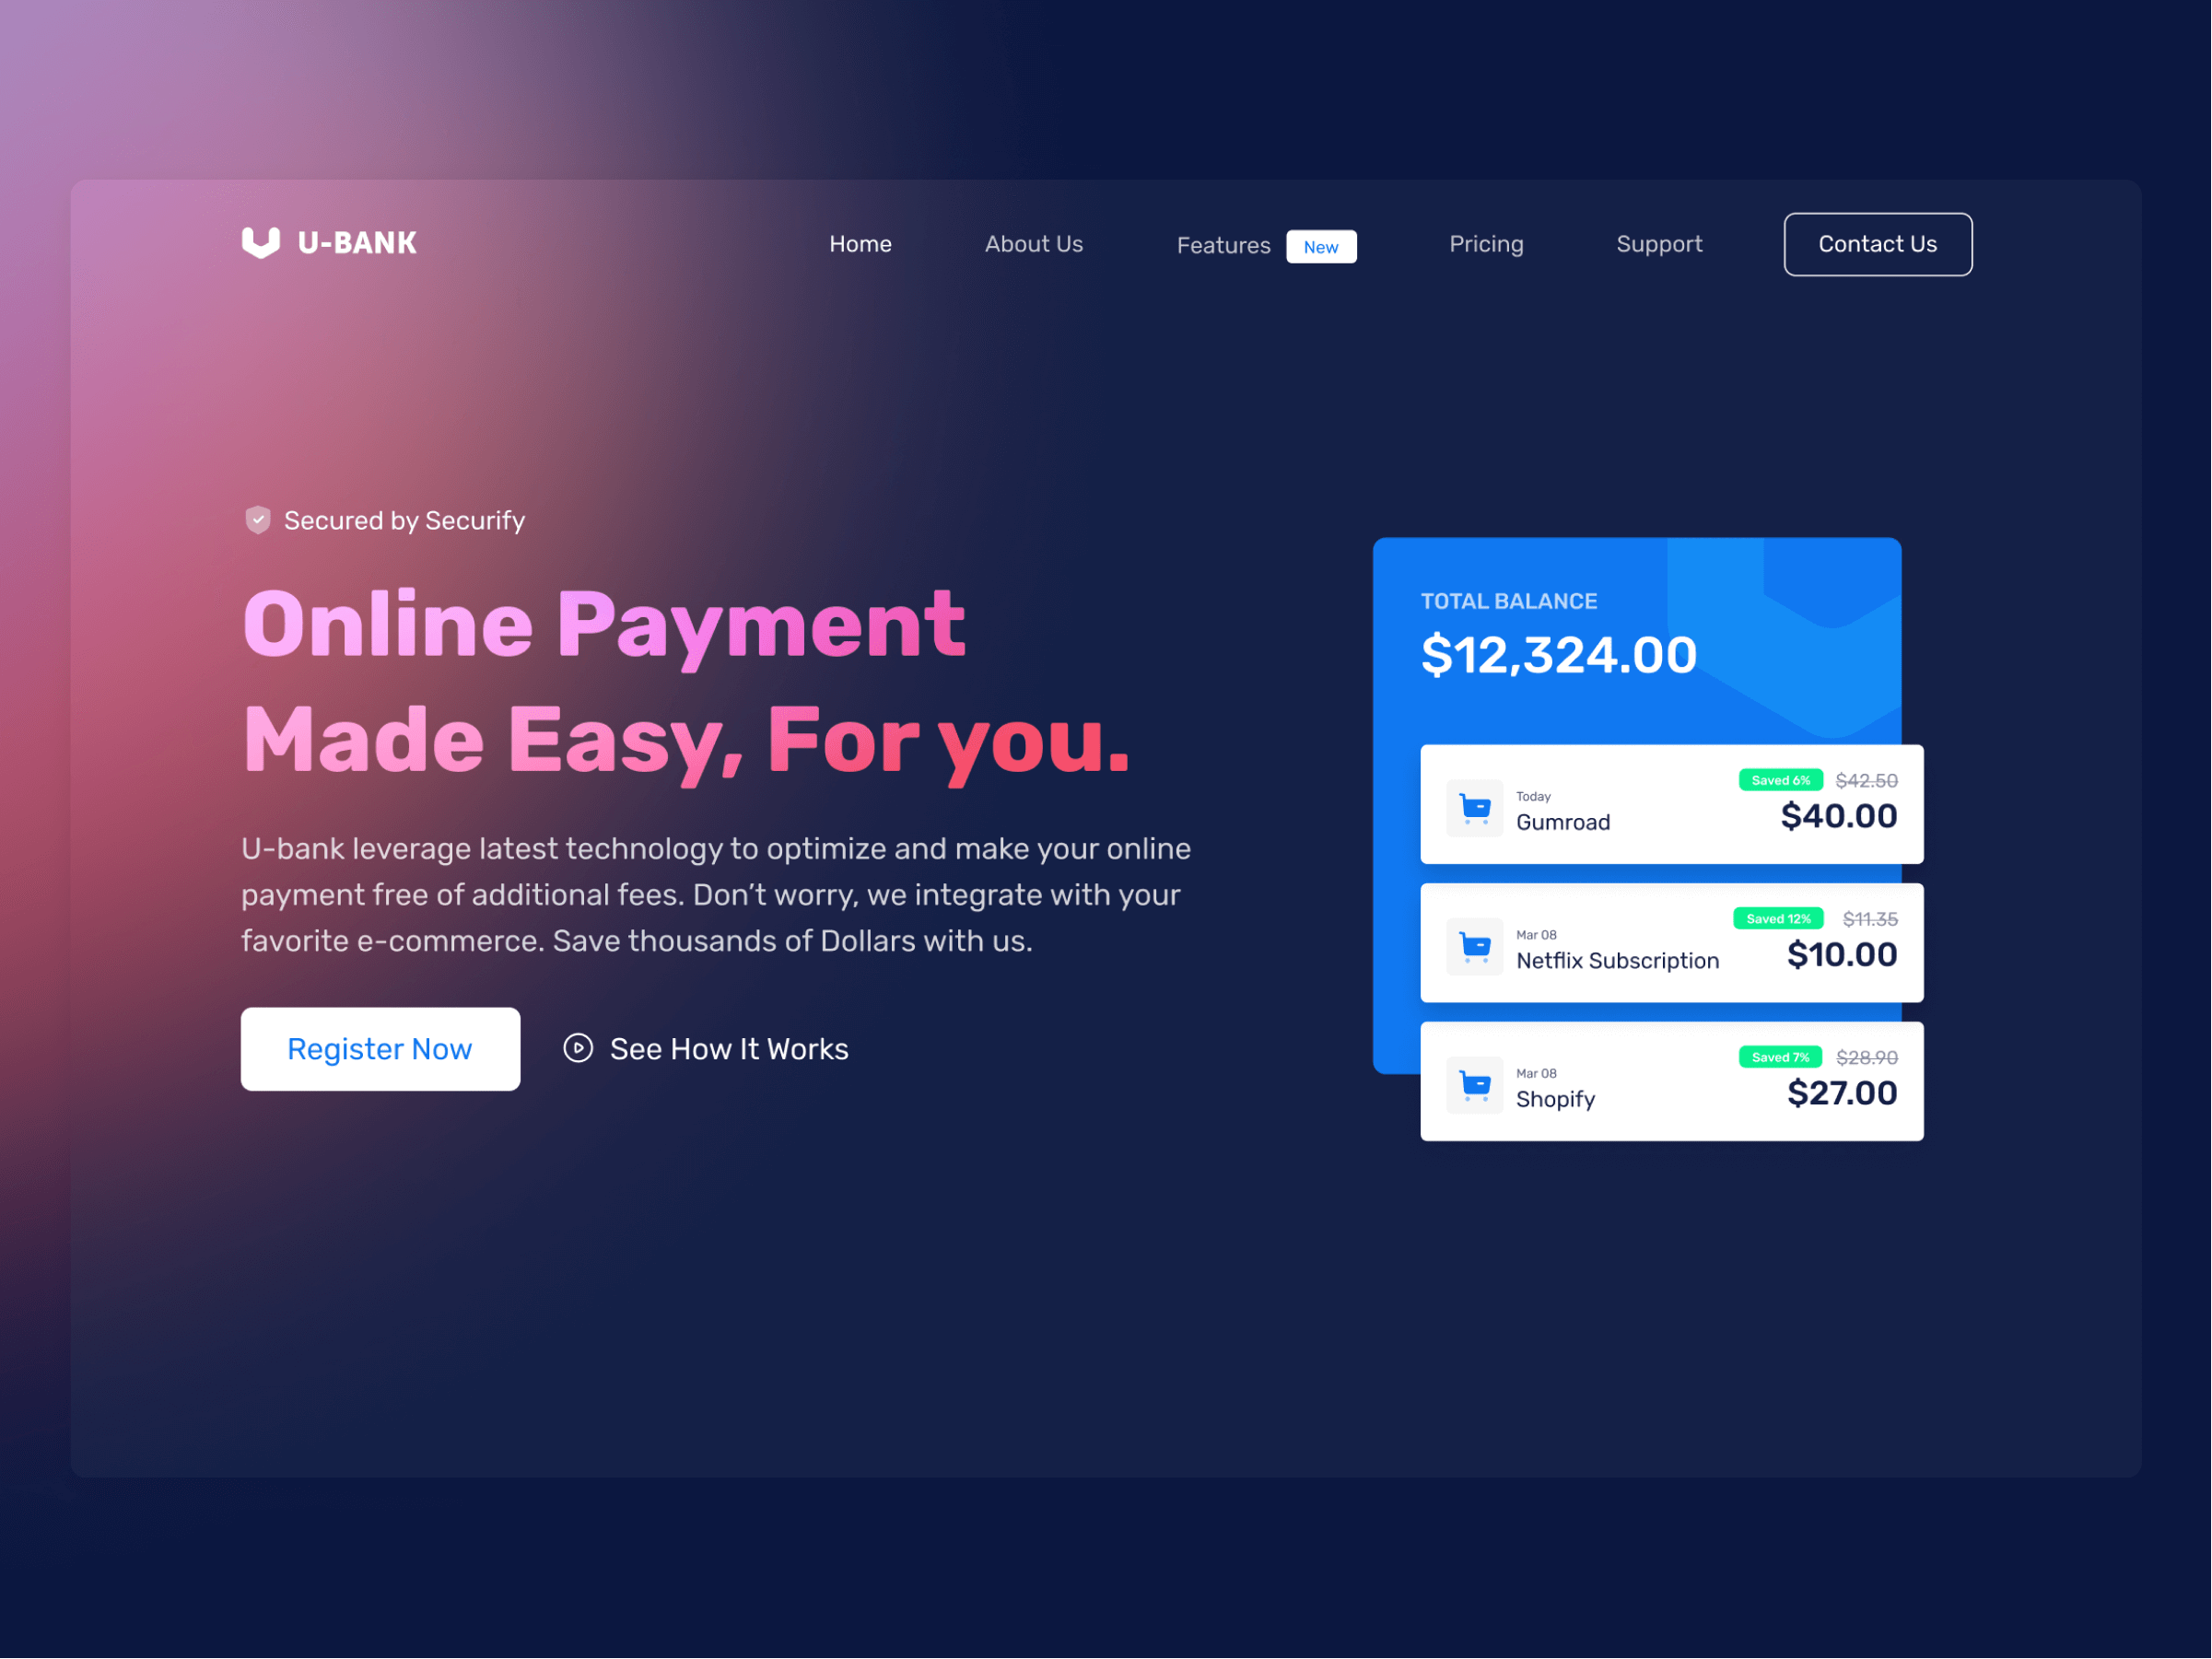 U-BANK
Home
About Us
Features
New
Pricing
Support
Contact Us
Secured by Securify
Online Payment
Made Easy, For you.
U-bank leverage latest technology to optimize and make your online
payment free of additional fees. Don’t worry, we integrate with your
favorite e-commerce. Save thousands of Dollars with us.
Register Now
See How It Works
TOTAL BALANCE
$12,324.00
Today
Gumroad
Saved 6%
$42.50
$40.00
Mar 08
Netflix Subscription
Saved 12%
$11.35
$10.00
Mar 08
Shopify
Saved 7%
$28.90
$27.00